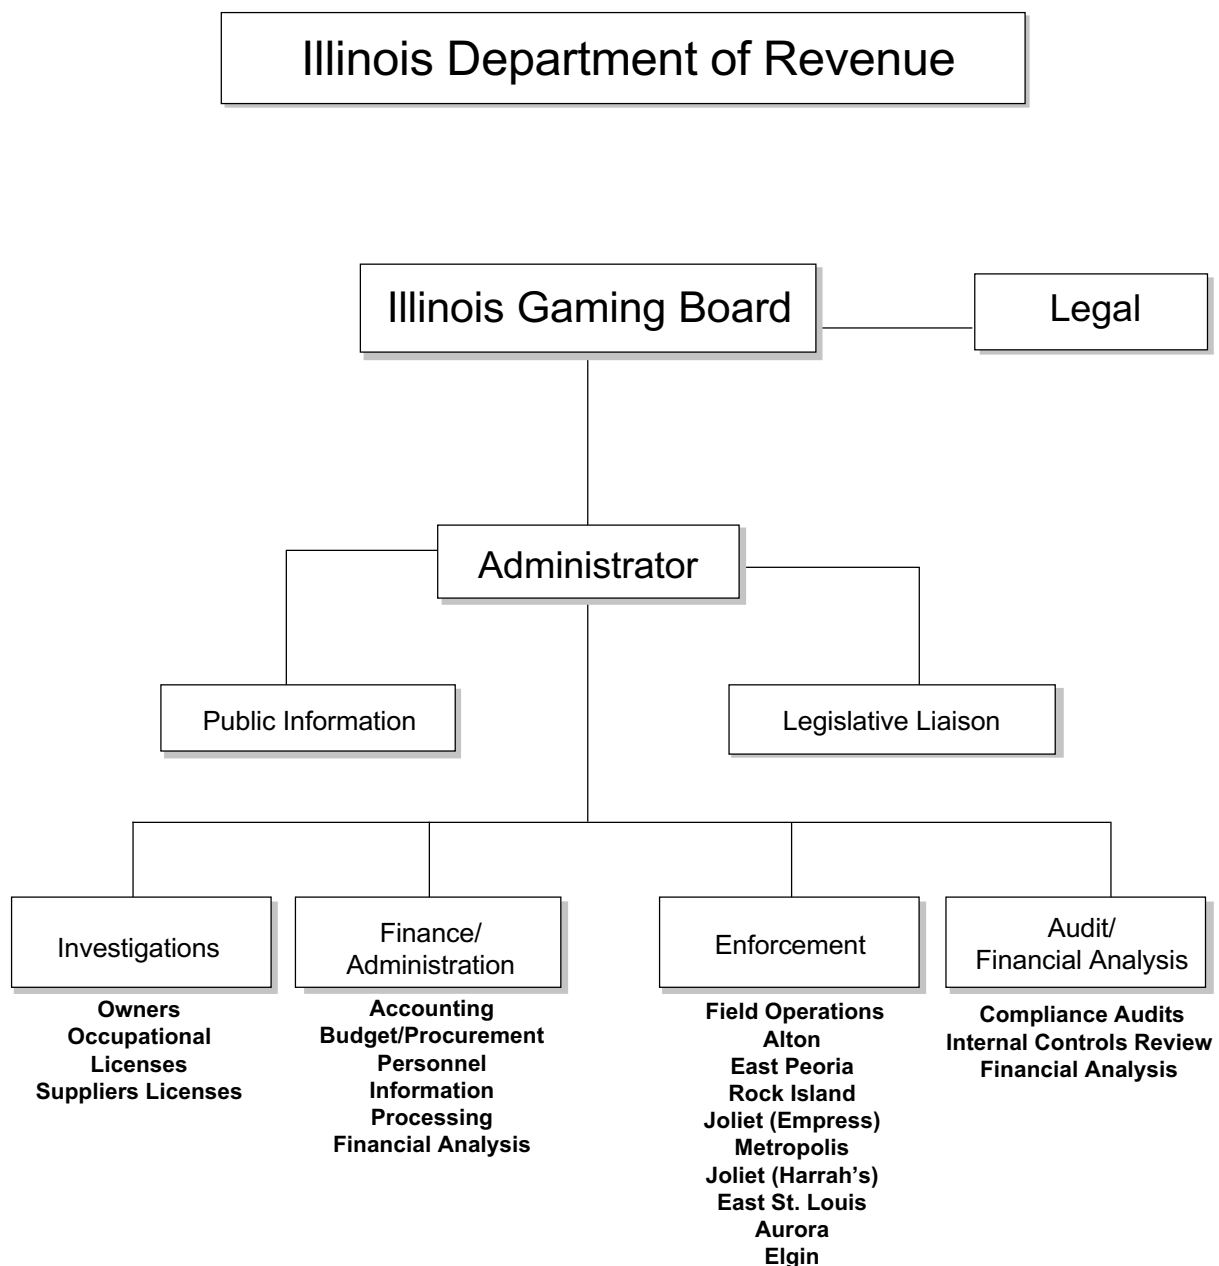 Illinois Department of Revenue
Illinois Gaming Board
Legal
Administrator
Public Information
Legislative Liaison
Investigations
Owners
Occupational
Licenses
Suppliers Licenses
Finance/
Administration
Accounting
Budget/Procurement
Personnel
Information
Processing
Financial Analysis
Enforcement
Field Operations
Alton
East Peoria
Rock Island
Joliet (Empress)
Metropolis
Joliet (Harrah’s)
East St. Louis
Aurora
Elgin
Audit/
Financial Analysis
Compliance Audits
Internal Controls Review
Financial Analysis